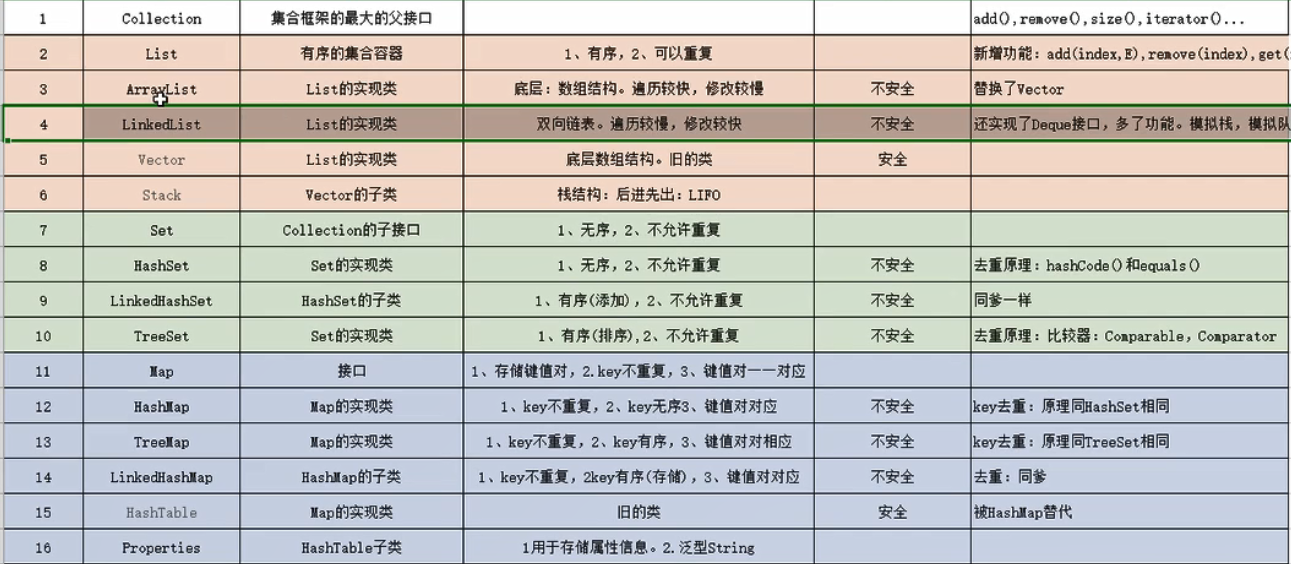 1 Collection 集合框架的最大的父接口 add(),remove(),size(),iterator()...
2 List 有序的集合容器 1、有序，2、可以重复 新增功能：add(index,E),remove(index),get(
3 ArrayList List的实现类 底层：数组结构。遍历较快，修改较慢 不安全 替换了Vector
4 LinkedList List的实现类 双向链表。遍历较慢，修改较快 不安全 还实现了Deque接口，多了功能。模拟栈，模拟队
5 Vector List的实现类 底层数组结构。旧的类 安全
6 Stack Vector的子类 栈结构：后进先出：LIFO
7 Set Collection的子接口 1、无序，2、不允许重复
8 HashSet Set的实现类 1、无序，2、不允许重复 不安全 去重原理：hashCode()和equals()
9 LinkedHashSet HashSet的子类 1、有序(添加)，2、不允许重复 不安全 同爹一样
10 TreeSet Set的实现类 1、有序(排序),2、不允许重复 不安全 去重原理：比较器：Comparable，Comparator
11 Map 接口 1、存储键值对，2.key不重复，3、键值对一一对应
12 HashMap Map的实现类 1、key不重复，2、key无序3、键值对对应 不安全 key去重：原理同HashSet相同
13 TreeMap Map的实现类 1、key不重复，2、key有序，3、键值对对相应 不安全 key去重：原理同TreeSet相同
14 LinkedHashMap HashMap的子类 1、key不重复，2key有序(存储)，3、键值对对应 不安全 去重：同爹
15 HashTable Map的实现类 旧的类 安全 被HashMap替代
16 Properties HashTable子类 1用于存储属性信息。2.泛型String